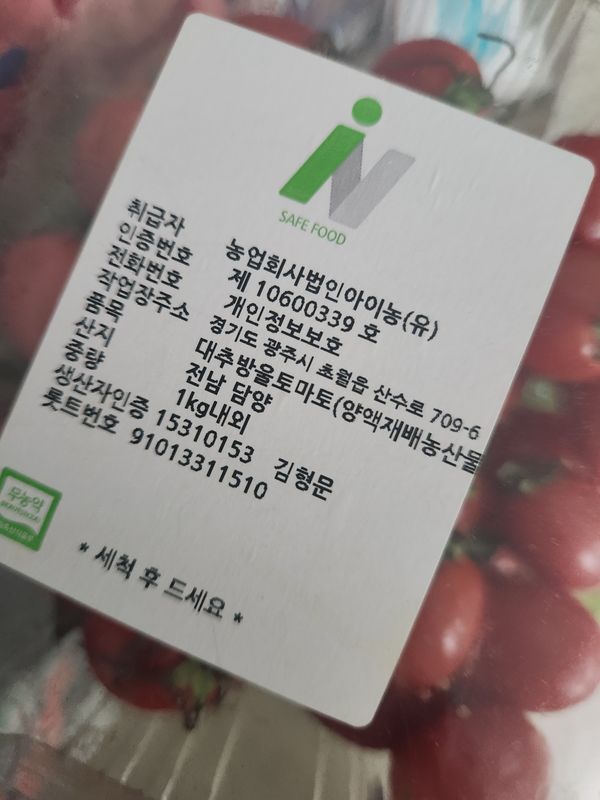 iN
SAFE FOOD
취급자 농업회사법인아이농(유)
인증번호 제 10600339 호
전화번호 개인정보보호
작업장주소 경기도 광주시 초월읍 산수로 709-6
품목 대추방울토마토(양액재배농산물
산지 전남 담양
중량 1kg내외
생산자인증 15310153 김형문
롯트번호 91013311510
무농약
* 세척 후 드세요 *